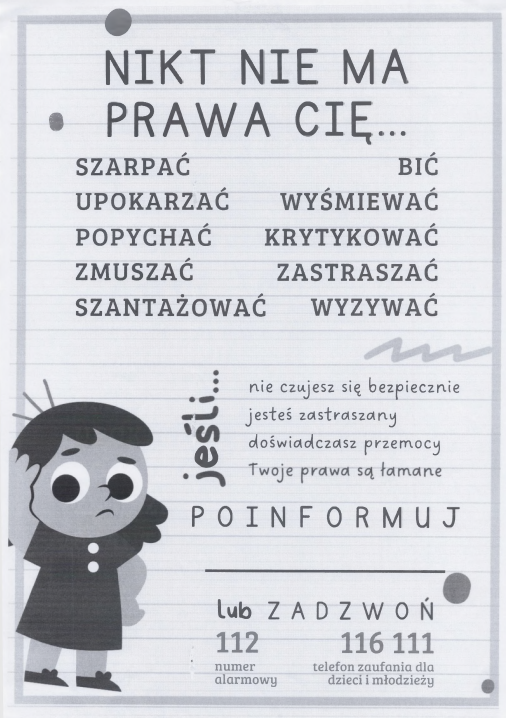 NIKT NIE MA
PRAWA CIĘ...
SZARPAĆ BIĆ
UPOKARZAĆ WYŚMIEWAĆ
POPYCHAĆ KRYTYKOWAĆ
ZMUSZAĆ ZASTRASZAĆ
SZANTAŻOWAĆ WYZYWAĆ
jeśli...
nie czujesz się bezpiecznie
jesteś zastraszany
doświadczasz przemocy
Twoje prawa są łamane
POINFORMUJ
lub ZADZWOŃ
112 116 111
numer telefon zaufania dla
alarmowy dzieci i młodzieży